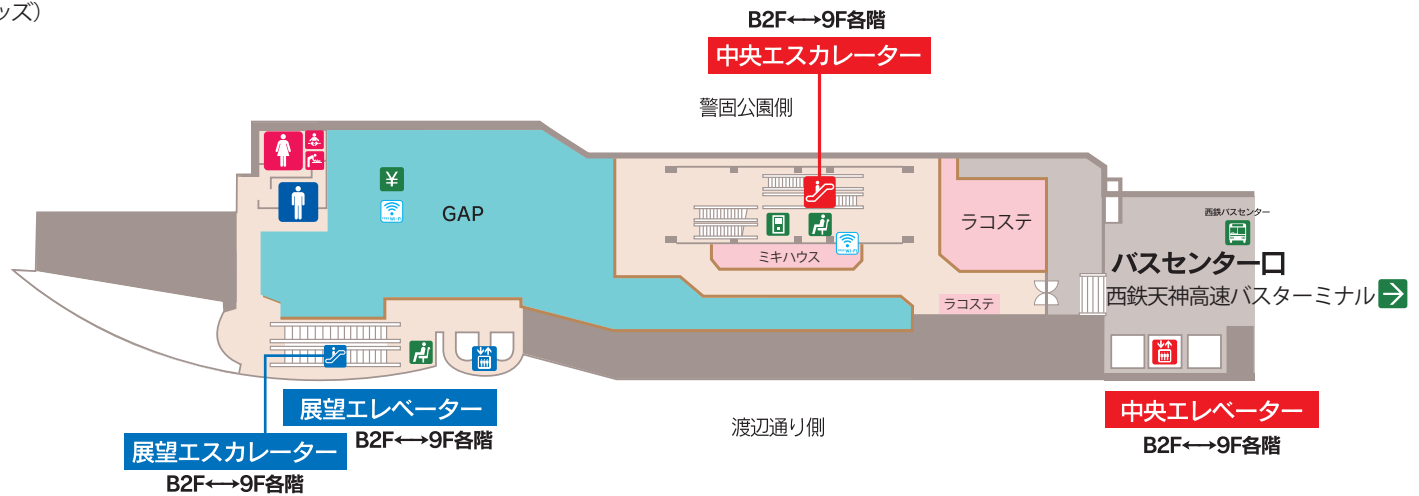 ッズ）
B2F⟷9F各階
中央エスカレーター
警固公園側
¥
GAP
ラコステ
ミキハウス
ラコステ
西鉄バスセンター
バスセンター口
西鉄天神高速バスターミナル
展望エレベーター
B2F⟷9F各階
展望エスカレーター
B2F⟷9F各階
渡辺通り側
中央エレベーター
B2F⟷9F各階